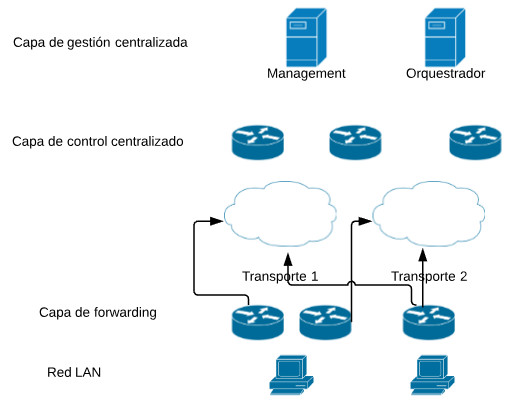 Capa de gestión centralizada
Management
Orquestrador
Capa de control centralizado
Transporte 1
Transporte 2
Capa de forwarding
Red LAN